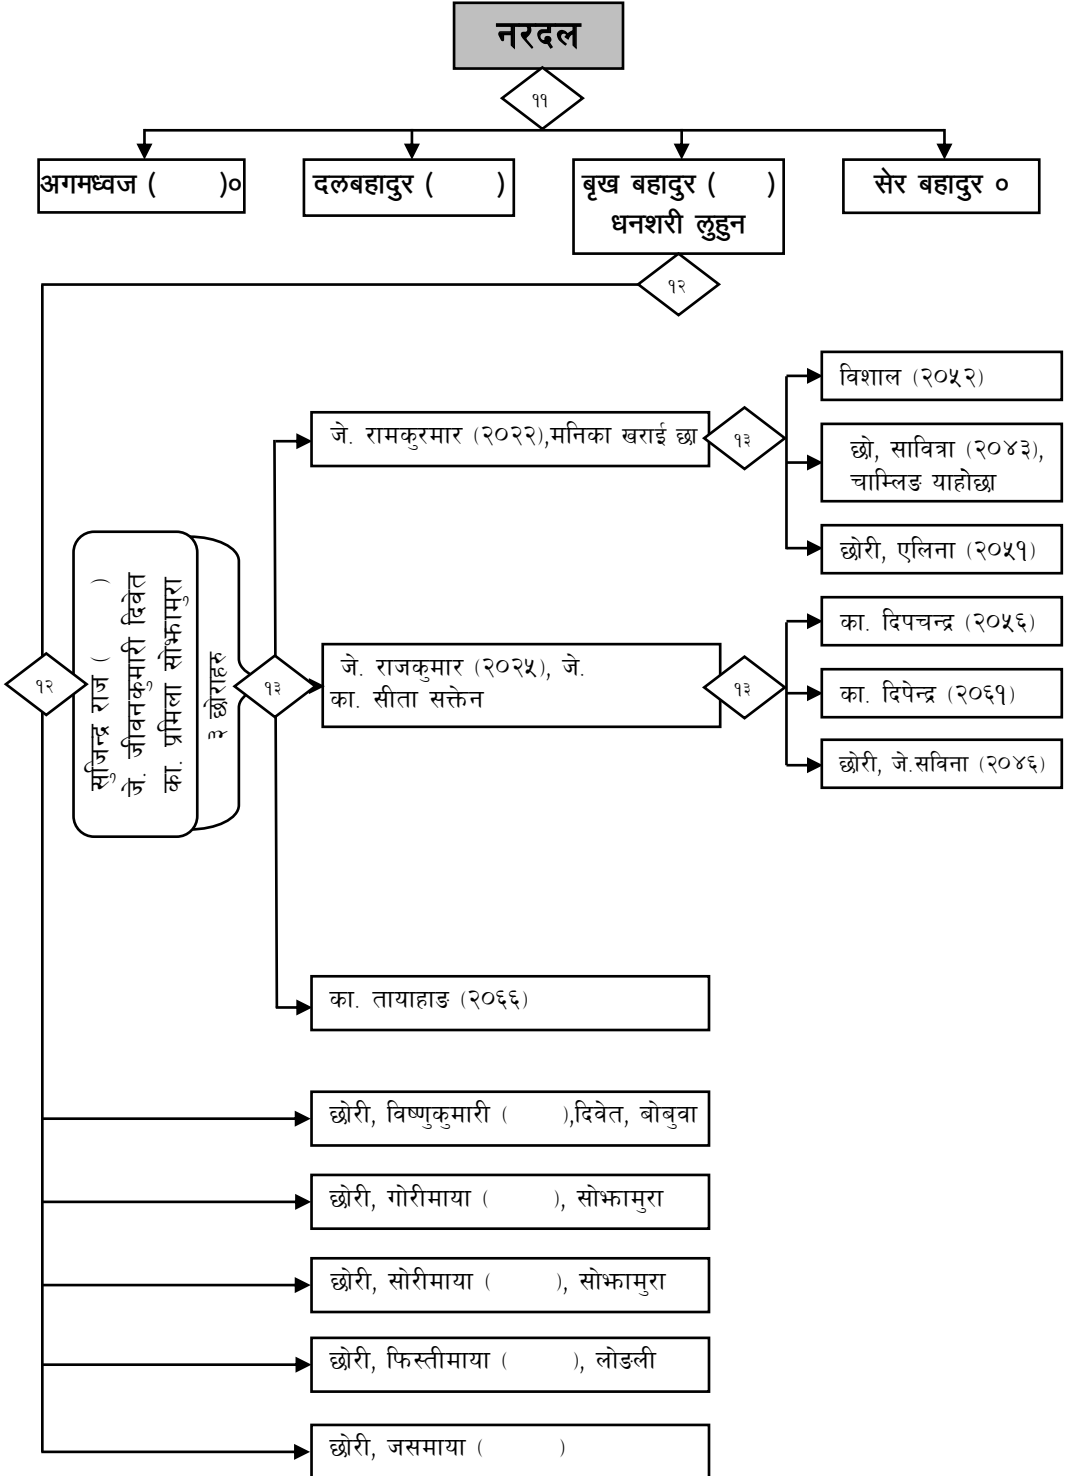 नरदल
११
अगमध्वज (        )०
दलबहादुर (        )
बृख बहादुर (        )
धनशरी लुहुन
सेर बहादुर ०
१२
१२
सुजिन्द्र राज (        )
जे. जीवनकुमारी दिवेत
का. प्रमिला सोझामुरा
३ छोराहरु
१३
जे. रामकुरमार (२०२२),मनिका खराई छा
१३
विशाल (२०५२)
छो, सावित्रा (२०४३),
चाम्लिङ याहोछा
छोरी, एलिना (२०५१)
जे. राजकुमार (२०२५), जे.
का. सीता सक्तेन
१३
का. दिपचन्द्र (२०५६)
का. दिपेन्द्र (२०६१)
छोरी, जे.सविना (२०४६)
का. तायाहाङ (२०६६)
छोरी, विष्णुकुमारी (        ),दिवेत, बोबुवा
छोरी, गोरीमाया (        ), सोझामुरा
छोरी, सोरीमाया (        ), सोझामुरा
छोरी, फिस्तीमाया (        ), लोङली
छोरी, जसमाया (        )